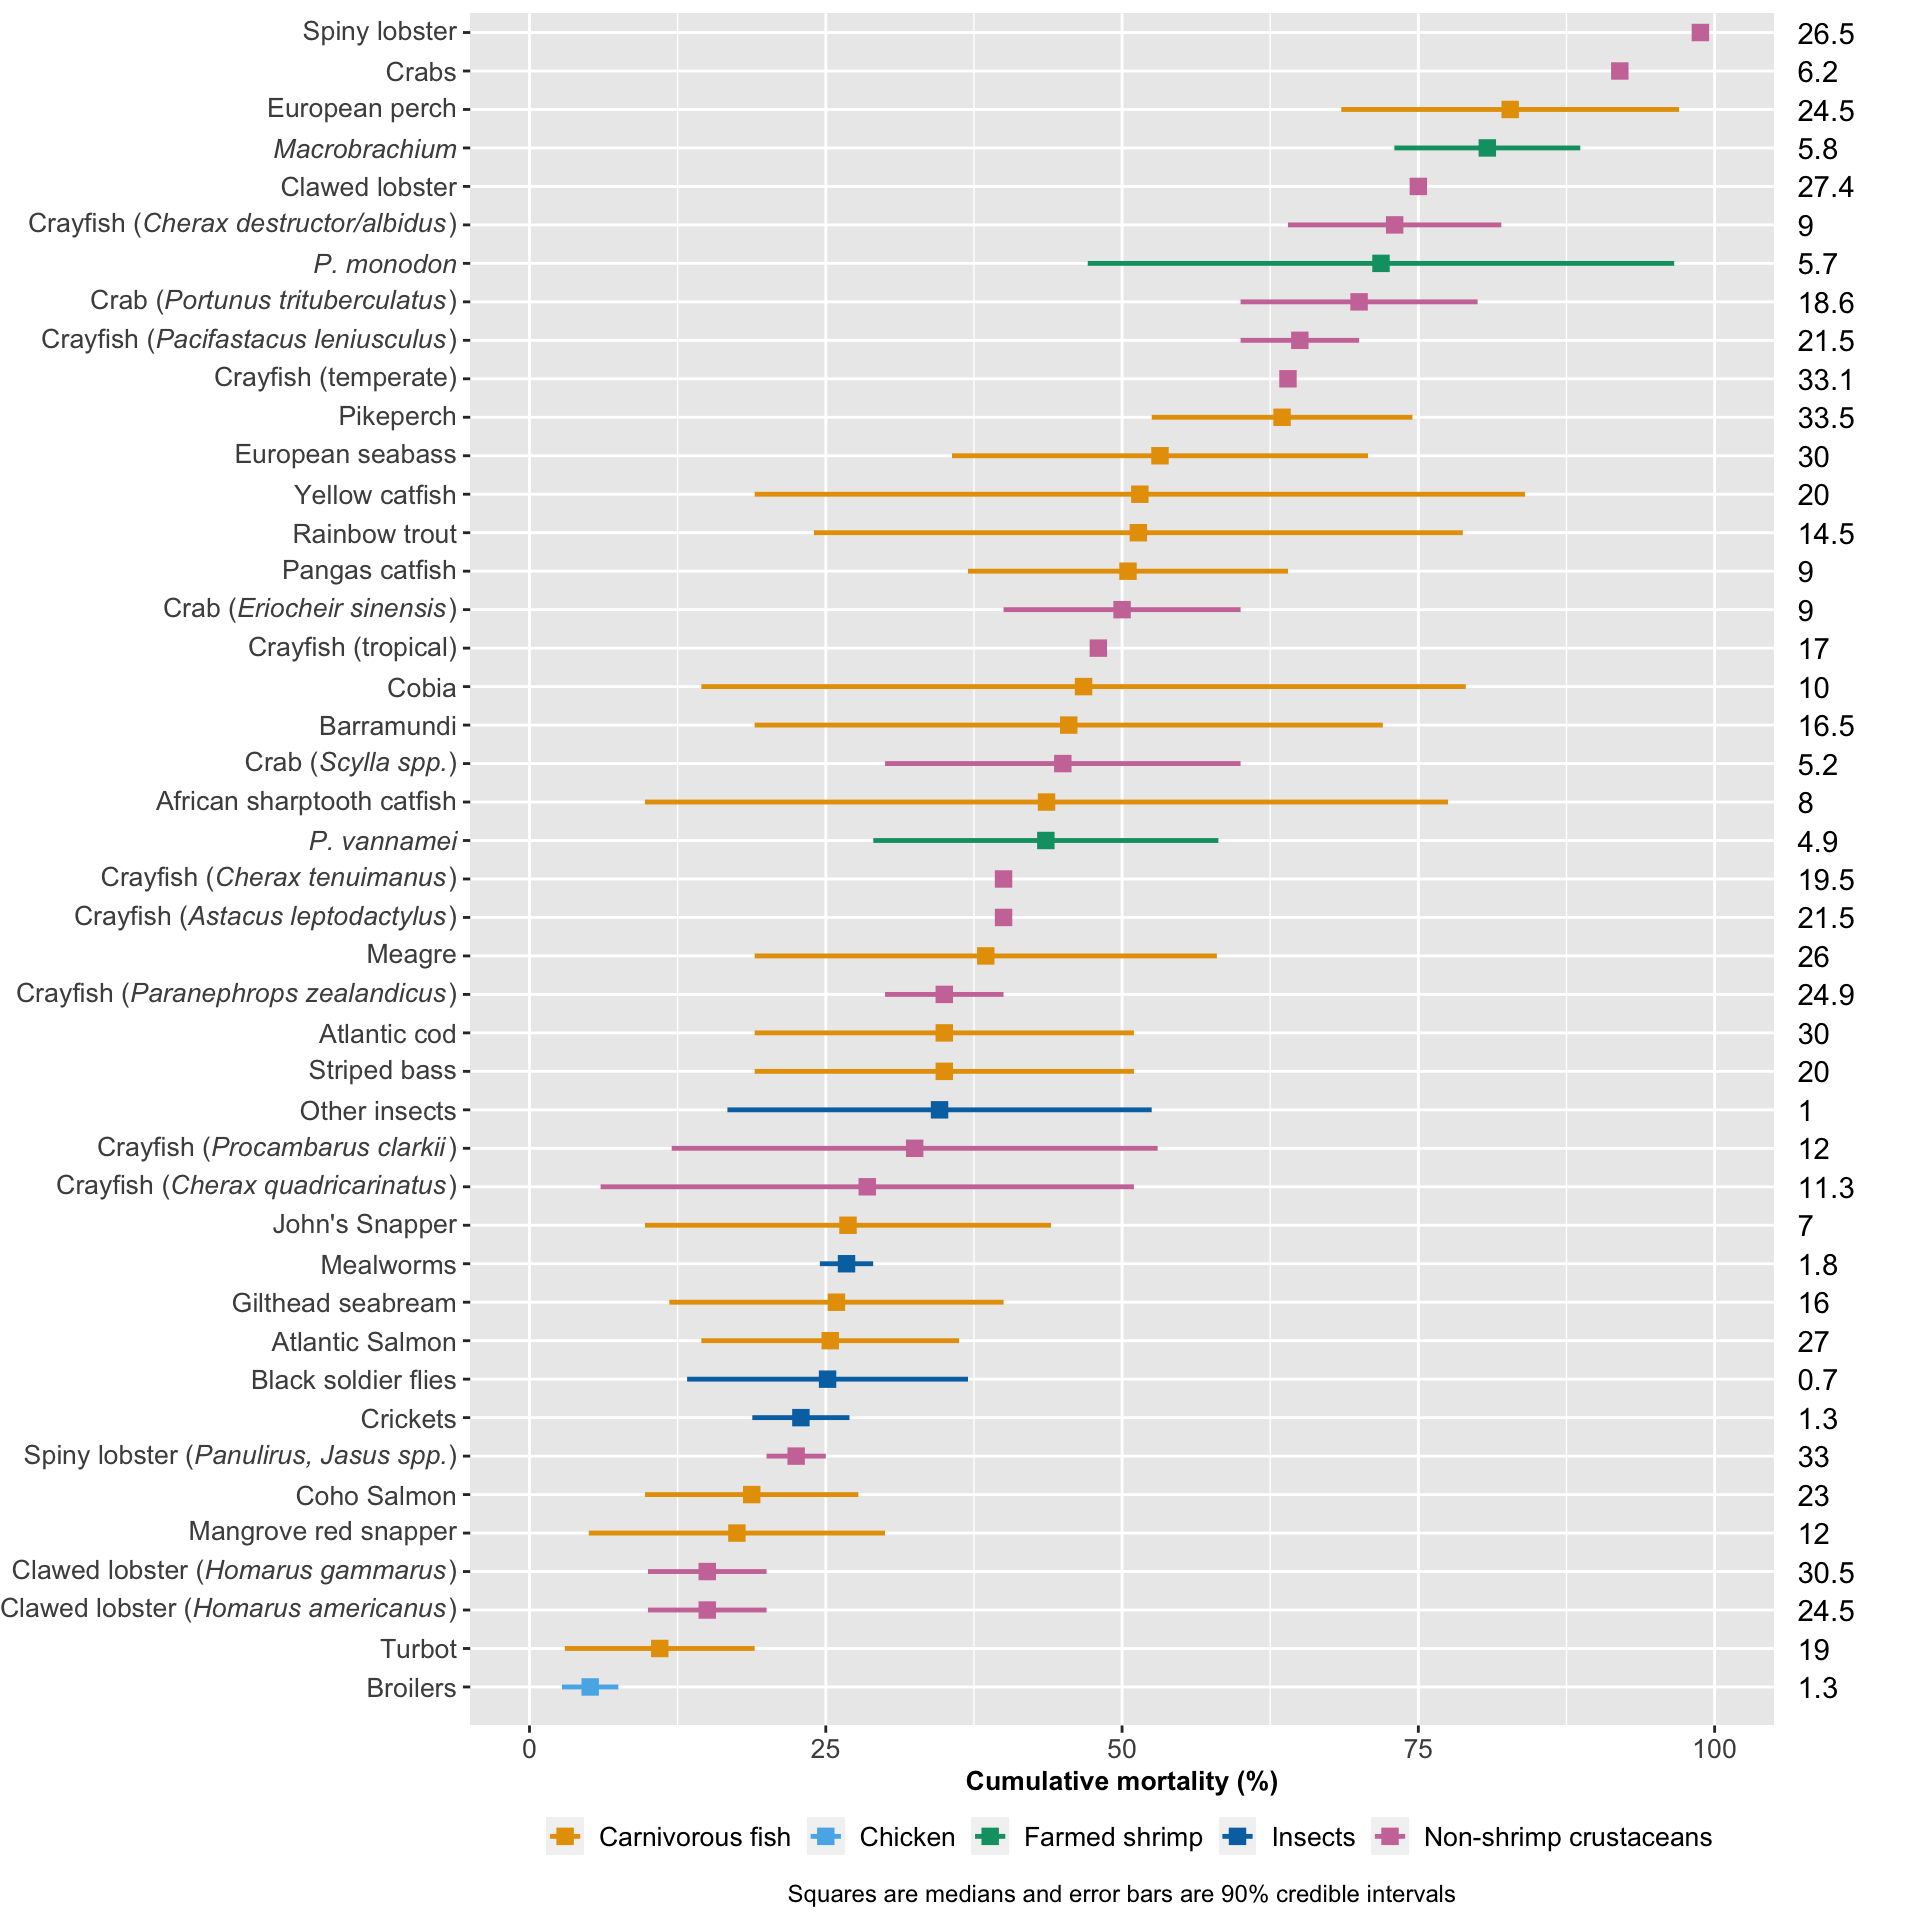 Spiny lobster 26.5
Crabs 6.2
European perch 24.5
Macrobrachium 5.8
Clawed lobster 27.4
Crayfish (Cherax destructor/albidus) 9
P. monodon 5.7
Crab (Portunus trituberculatus) 18.6
Crayfish (Pacifastacus leniusculus) 21.5
Crayfish (temperate) 33.1
Pikeperch 33.5
European seabass 30
Yellow catfish 20
Rainbow trout 14.5
Pangas catfish 9
Crab (Eriocheir sinensis) 9
Crayfish (tropical) 17
Cobia 10
Barramundi 16.5
Crab (Scylla spp.) 5.2
African sharptooth catfish 8
P. vannamei 4.9
Crayfish (Cherax tenuimanus) 19.5
Crayfish (Astacus leptodactylus) 21.5
Meagre 26
Crayfish (Paranephrops zealandicus) 24.9
Atlantic cod 30
Striped bass 20
Other insects 1
Crayfish (Procambarus clarkii) 12
Crayfish (Cherax quadricarinatus) 11.3
John's Snapper 7
Mealworms 1.8
Gilthead seabream 16
Atlantic Salmon 27
Black soldier flies 0.7
Crickets 1.3
Spiny lobster (Panulirus, Jasus spp.) 33
Coho Salmon 23
Mangrove red snapper 12
Clawed lobster (Homarus gammarus) 30.5
Clawed lobster (Homarus americanus) 24.5
Turbot 19
Broilers 1.3
0 25 50 75 100
Cumulative mortality (%)
Carnivorous fish Chicken Farmed shrimp Insects Non-shrimp crustaceans
Squares are medians and error bars are 90% credible intervals